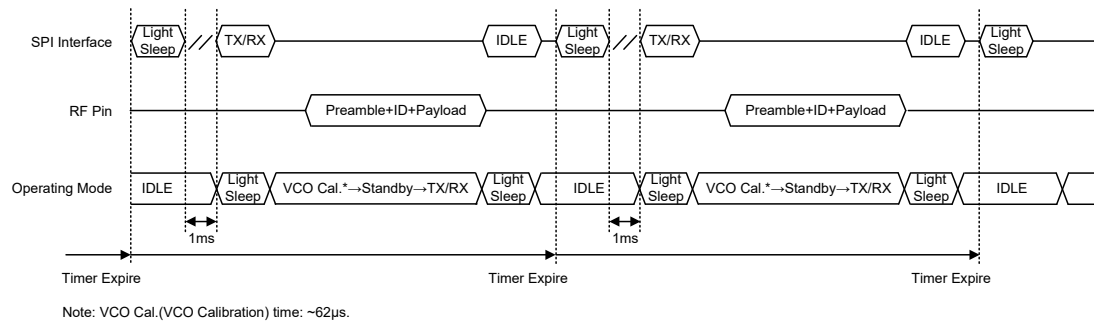 SPI Interface
Light
Sleep
TX/RX
IDLE
Light
Sleep
TX/RX
IDLE
Light
Sleep
RF Pin
Preamble+ID+Payload
Preamble+ID+Payload
Operating Mode
IDLE
Light
Sleep
VCO Cal.*→Standby→TX/RX
Light
Sleep
IDLE
Light
Sleep
VCO Cal.*→Standby→TX/RX
Light
Sleep
IDLE
1ms
1ms
Timer Expire
Timer Expire
Timer Expire
Note: VCO Cal.(VCO Calibration) time: ~62µs.